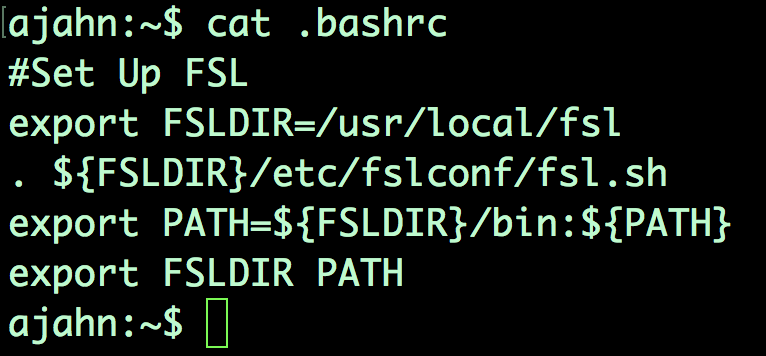 ajahn:~$ cat .bashrc
#Set Up FSL
export FSLDIR=/usr/local/fsl
. ${FSLDIR}/etc/fslconf/fsl.sh
export PATH=${FSLDIR}/bin:${PATH}
export FSLDIR PATH
ajahn:~$